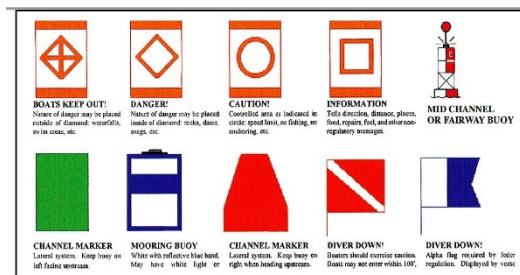 BOATS KEEP OUT!
Nature of danger may be placed
outside of diamond: waterfalls,
swim areas, etc.
DANGER!
Nature of danger may be placed
inside of diamond: rocks, dams,
snags, etc.
CAUTION!
Controlled area as indicated in
circle: speed limit, no fishing, no
anchoring, etc.
INFORMATION
Tells direction, distance, places,
food, repairs, fuel, and other non-
regulatory messages.
MID CHANNEL
OR FAIRWAY BUOY
CHANNEL MARKER
Lateral system. Keep buoy on
left facing upstream.
MOORING BUOY
White with reflective blue band.
May have white light or
CHANNEL MARKER
Lateral system. Keep buoy on
right when heading upstream.
DIVER DOWN!
Boaters should exercise caution.
Boats may not enter within 100',
DIVER DOWN!
Alpha flag required by feder
regulation. Displayed by vesse